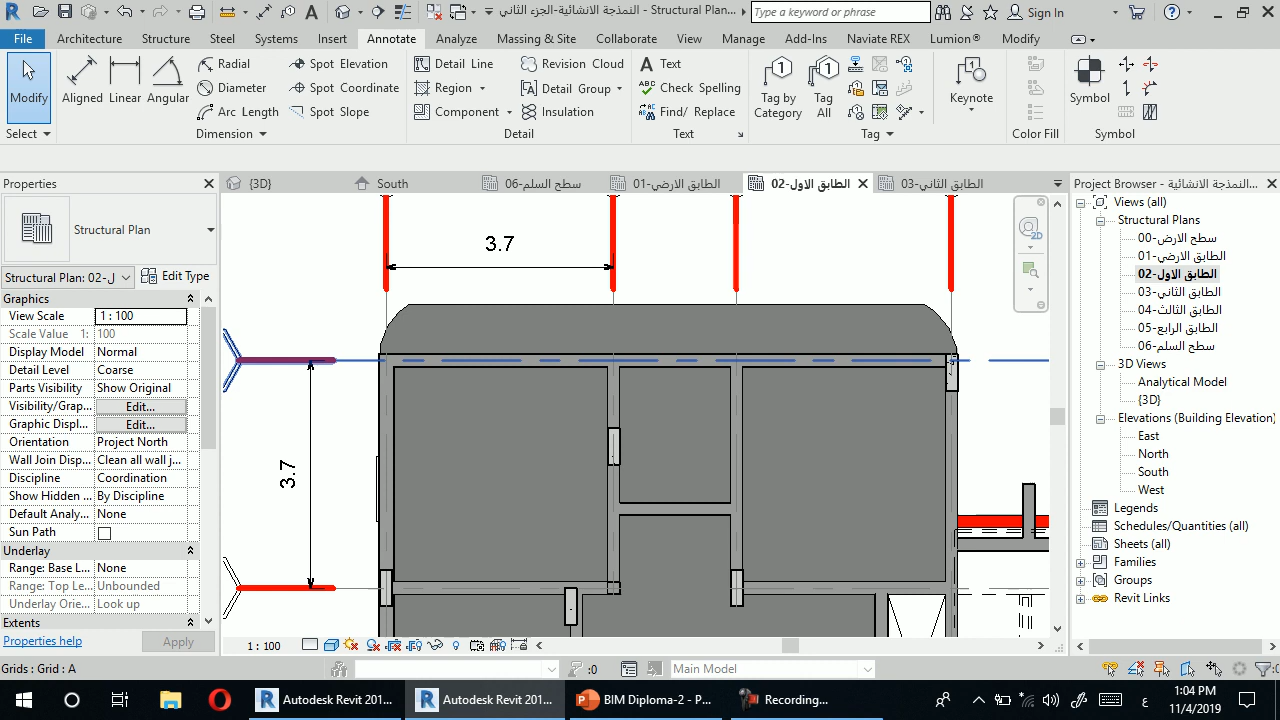 النمذجة الانشائية-الجزء الثاني - Structural Plan...
Type a keyword or phrase
Sign In
File Architecture Structure Steel Systems Insert Annotate Analyze Massing & Site Collaborate View Manage Add-Ins Naviate REX Lumion® Modify
Modify
Select
Aligned Linear Angular
Radial
Diameter
Arc Length
Spot Elevation
Spot Coordinate
Spot Slope
Dimension
Detail Line
Region
Component
Revision Cloud
Detail Group
Insulation
Detail
Text
Check Spelling
Find/ Replace
Text
Tag by Category
Tag All
Tag
Keynote
Color Fill
Symbol
Symbol
Properties
{3D} South سطح السلم-06 الطابق الارضي-01 الطابق الاول-02 الطابق الثاني-03
Structural Plan
Structural Plan: 02-ل
Edit Type
Graphics
View Scale 1 : 100
Scale Value 1: 100
Display Model Normal
Detail Level Coarse
Parts Visibility Show Original
Visibility/Grap... Edit...
Graphic Displ... Edit...
Orientation Project North
Wall Join Disp... Clean all wall j...
Discipline Coordination
Show Hidden ... By Discipline
Default Analy... None
Sun Path
Underlay
Range: Base L... None
Range: Top Le... Unbounded
Underlay Orie... Look up
Extents
Properties help
Apply
3.7
3.7
1 : 100
Project Browser - النمذجة الانشائية...
Views (all)
Structural Plans
سطح الارض-00
الطابق الارضي-01
الطابق الاول-02
الطابق الثاني-03
الطابق الثالث-04
الطابق الرابع-05
سطح السلم-06
3D Views
Analytical Model
{3D}
Elevations (Building Elevation)
East
North
South
West
Legends
Schedules/Quantities (all)
Sheets (all)
Families
Groups
Revit Links
Grids : Grid : A
:0
Main Model
:0
Autodesk Revit 201...
Autodesk Revit 201...
BIM Diploma-2 - P...
Recording...
ع
1:04 PM
11/4/2019